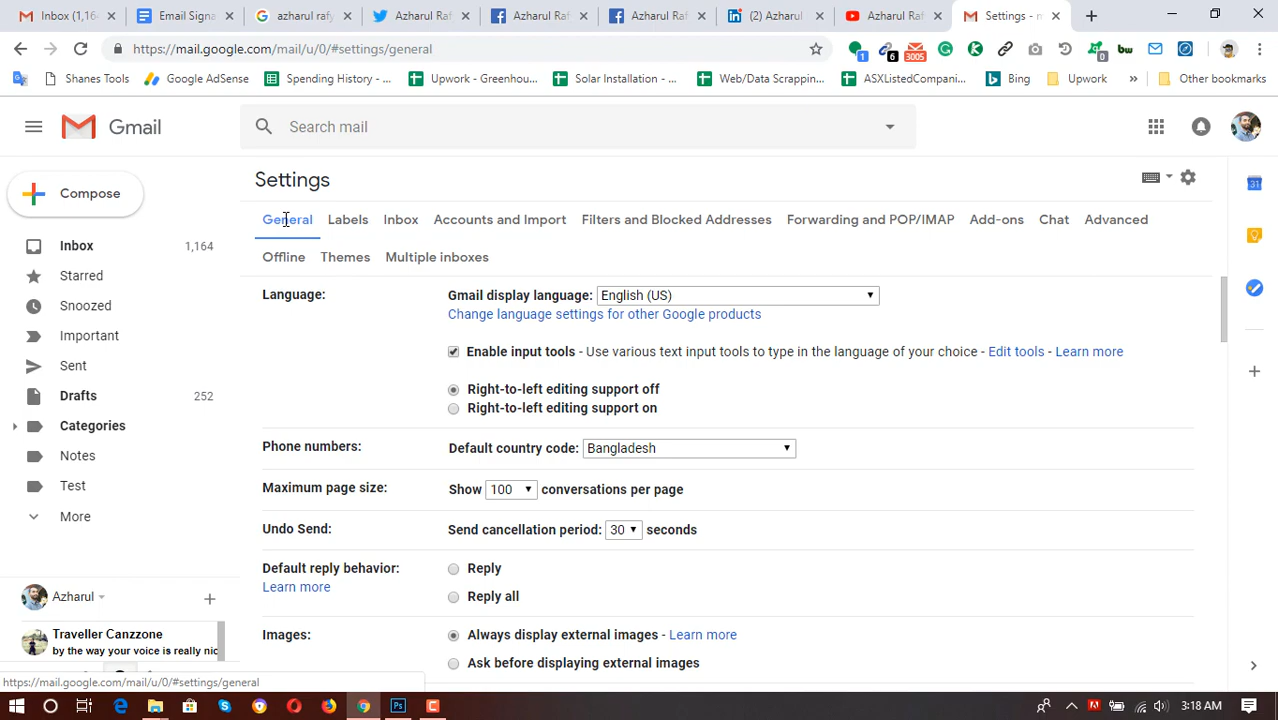 Inbox (1,16
Email Signa
azharul rafy
Azharul Raf
Azharul Raf
Azharul Raf
(2) Azharul
Azharul Raf
Settings - m
https://mail.google.com/mail/u/0/#settings/general
1
6
3005
0
bw
Shanes Tools
Google AdSense
Spending History - ...
Upwork - Greenhou...
Solar Installation - ...
Web/Data Scrappin...
ASXListedCompani...
Bing
Upwork
»
Other bookmarks
Gmail
Search mail
Compose
Settings
General
Labels
Inbox
Accounts and Import
Filters and Blocked Addresses
Forwarding and POP/IMAP
Add-ons
Chat
Advanced
Offline
Themes
Multiple inboxes
Inbox 1,164
Starred
Snoozed
Important
Sent
Drafts 252
Categories
Notes
Test
More
Azharul
Traveller Canzzone
by the way your voice is really nic
Language:
Gmail display language: English (US)
Change language settings for other Google products
Enable input tools - Use various text input tools to type in the language of your choice - Edit tools - Learn more
Right-to-left editing support off
Right-to-left editing support on
Phone numbers:
Default country code: Bangladesh
Maximum page size:
Show 100 conversations per page
Undo Send:
Send cancellation period: 30 seconds
Default reply behavior:
Learn more
Reply
Reply all
Images:
Always display external images - Learn more
Ask before displaying external images
31
https://mail.google.com/mail/u/0/#settings/general
Ps
3:18 AM